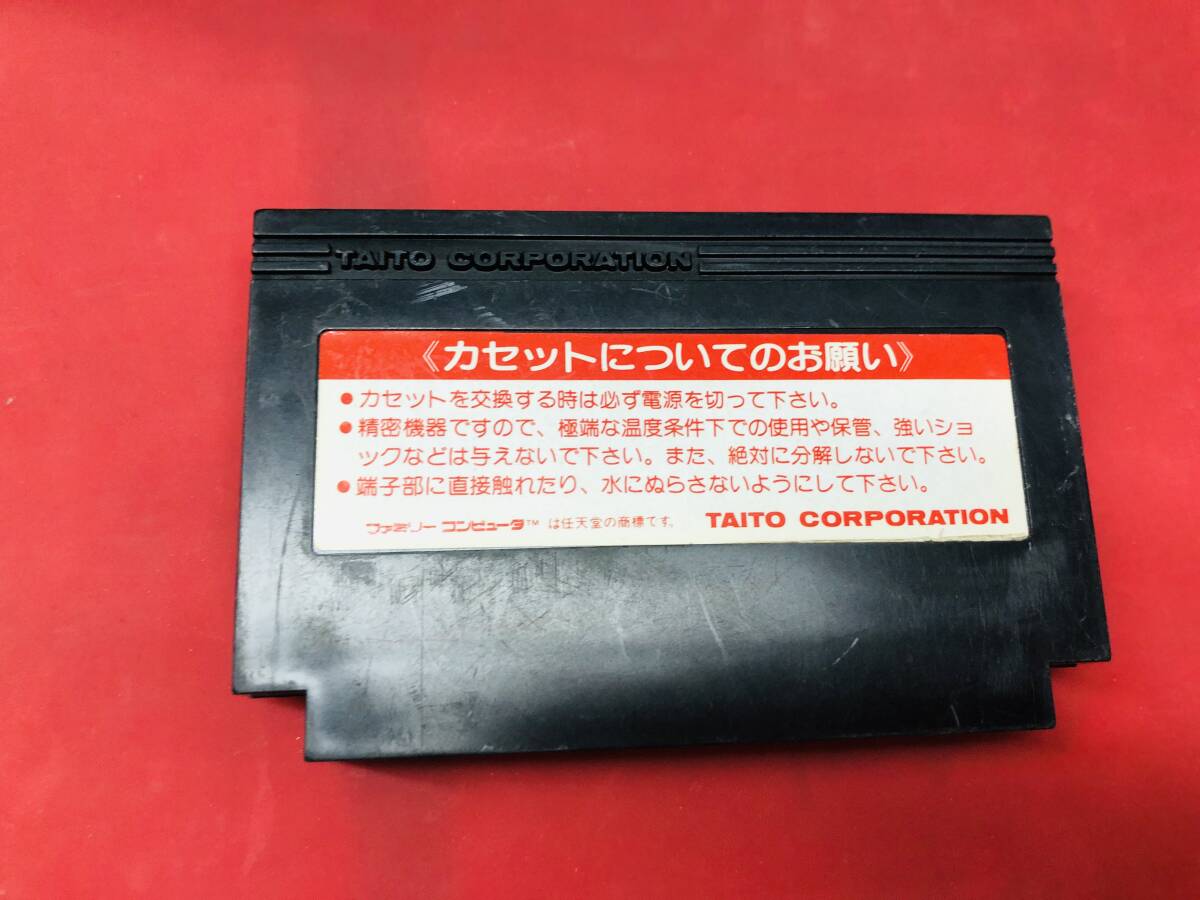 TAITO CORPORATION
《カセットについてのお願い》
●カセットを交換する時は必ず電源を切って下さい。
●精密機器ですので、極端な温度条件下での使用や保管、強いショ
ックなどは与えないで下さい。また、絶対に分解しないで下さい。
●端子部に直接触れたり、水にぬらさないようにして下さい。
ファミリー コンピュータ™ は任天堂の商標です。 TAITO CORPORATION